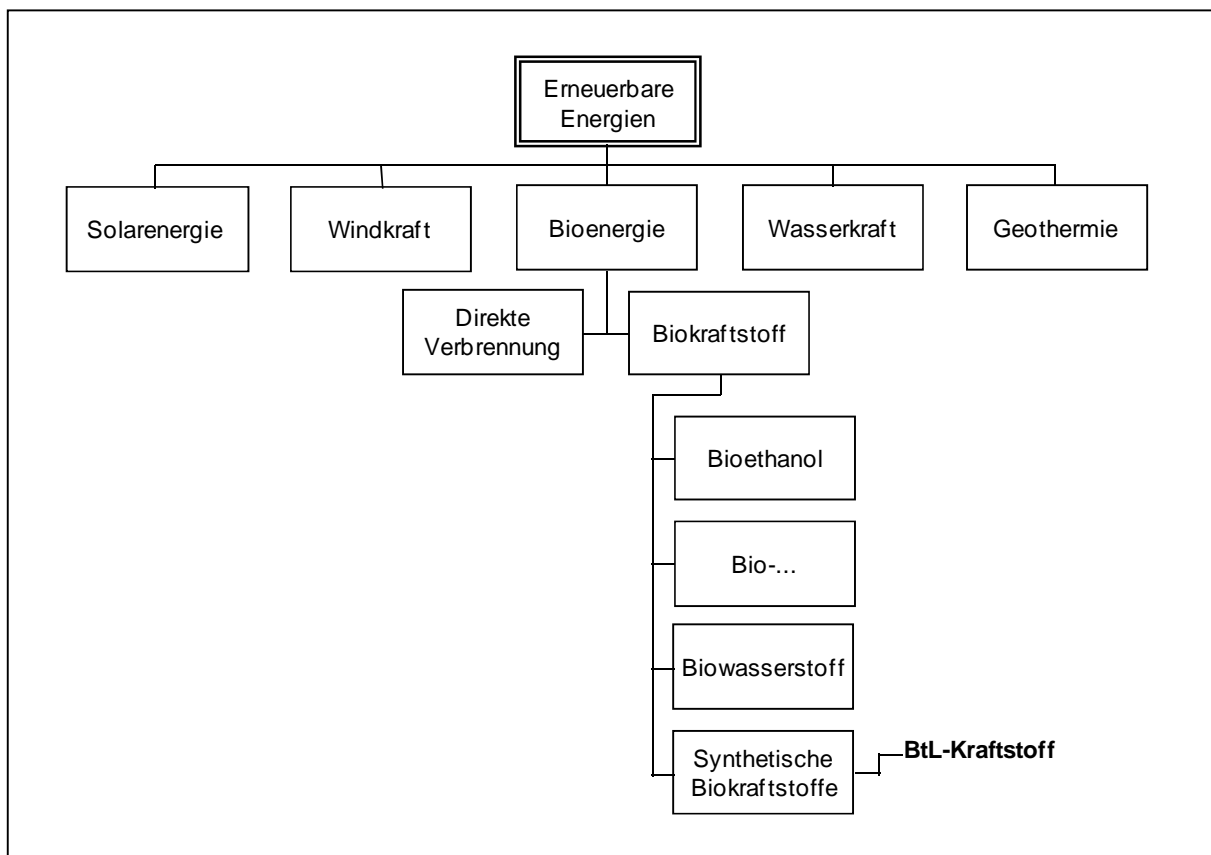 Erneuerbare
Energien
Solarenergie
Windkraft
Bioenergie
Wasserkraft
Geothermie
Direkte
Verbrennung
Biokraftstoff
Bioethanol
Bio-...
Biowasserstoff
Synthetische
Biokraftstoffe
BtL-Kraftstoff